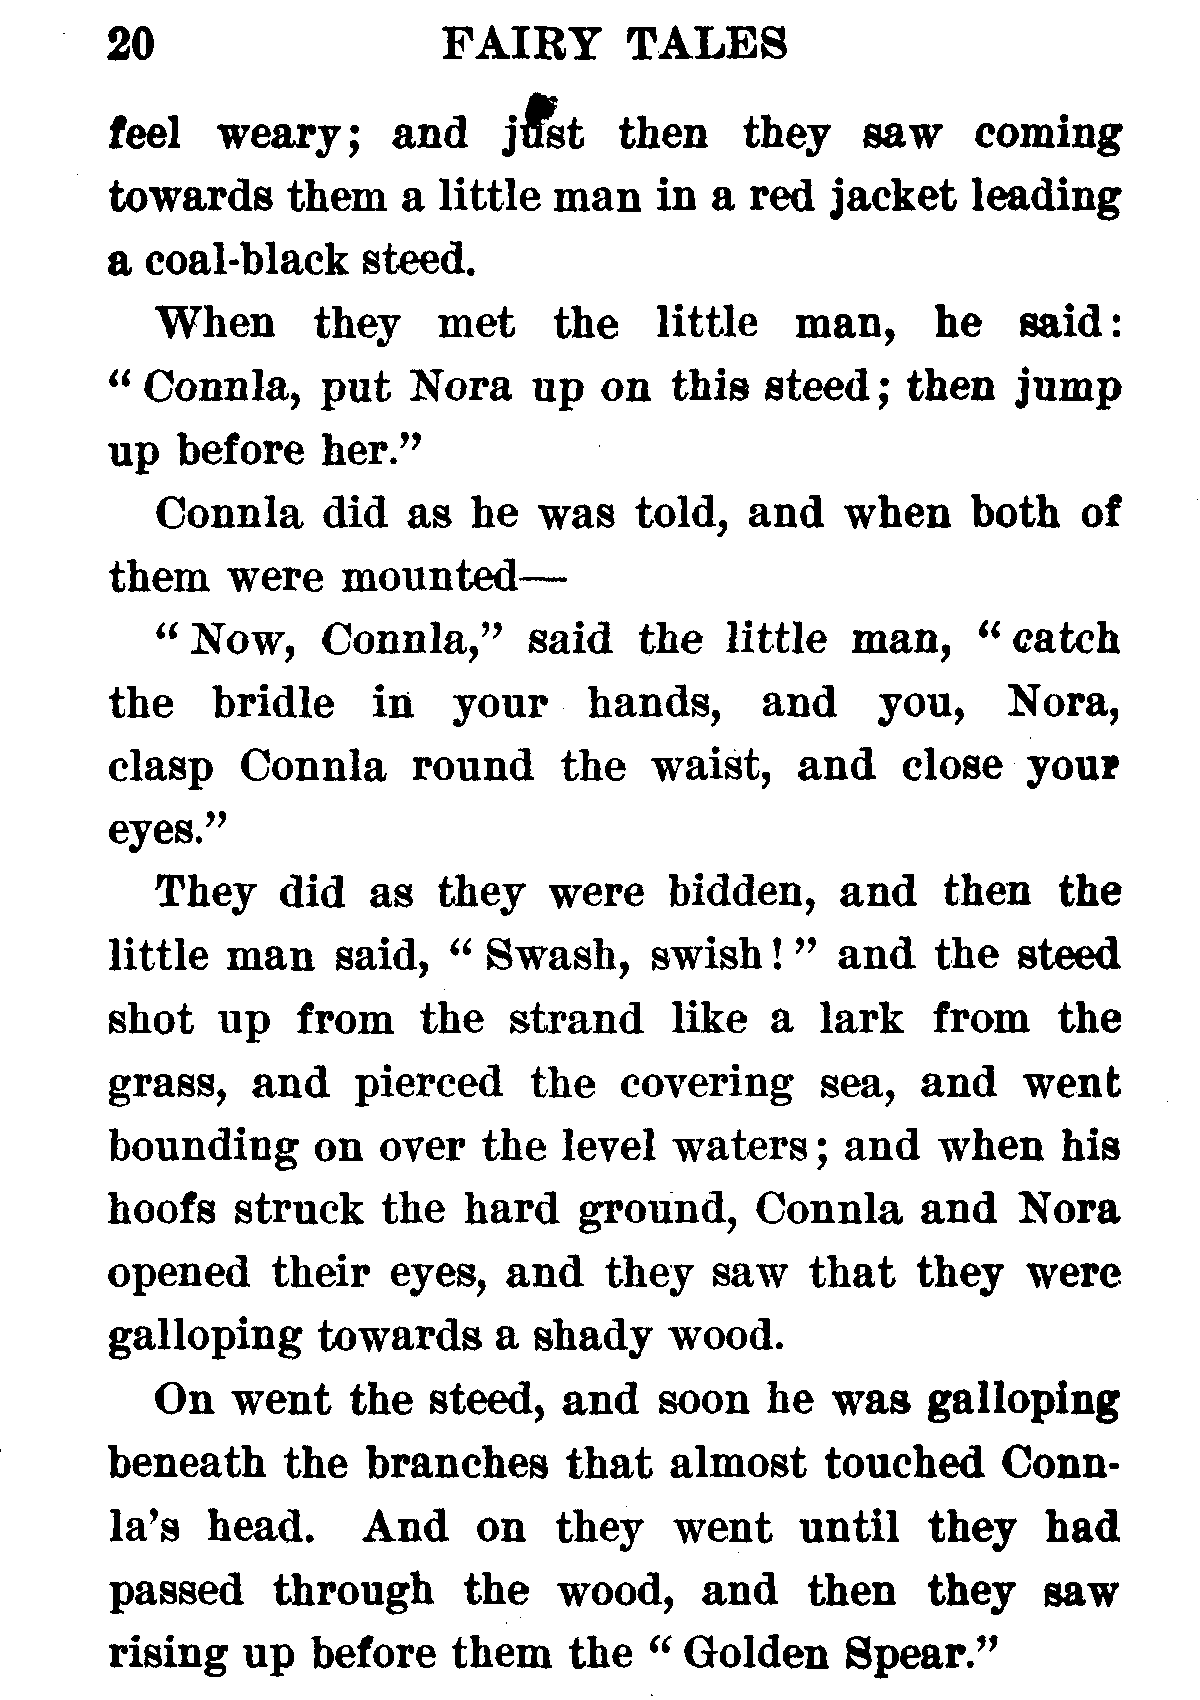 20 FAIRY TALES
feel weary; and just then they saw coming
towards them a little man in a red jacket leading
a coal-black steed.
When they met the little man, he said:
“Connla, put Nora up on this steed; then jump
up before her.”
Connla did as he was told, and when both of
them were mounted—
“Now, Connla,” said the little man, “catch
the bridle in your hands, and you, Nora,
clasp Connla round the waist, and close your
eyes.”
They did as they were bidden, and then the
little man said, “Swash, swish!” and the steed
shot up from the strand like a lark from the
grass, and pierced the covering sea, and went
bounding on over the level waters; and when his
hoofs struck the hard ground, Connla and Nora
opened their eyes, and they saw that they were
galloping towards a shady wood.
On went the steed, and soon he was galloping
beneath the branches that almost touched Conn-
la’s head. And on they went until they had
passed through the wood, and then they saw
rising up before them the “Golden Spear.”